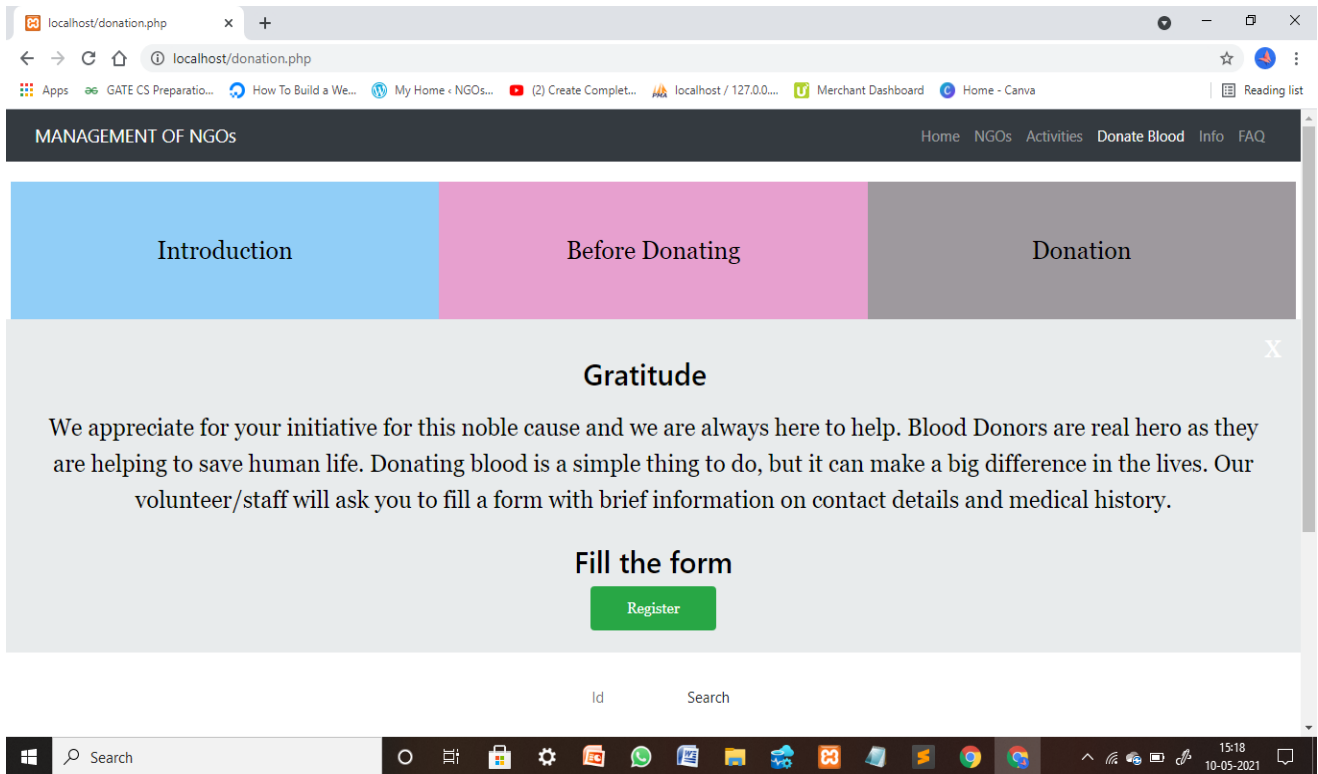 localhost/donation.php
localhost/donation.php
Apps GATE CS Preparatio... How To Build a We... My Home ‹ NGOs... (2) Create Complet... localhost / 127.0.0.... Merchant Dashboard Home - Canva Reading list
MANAGEMENT OF NGOs Home NGOs Activities Donate Blood Info FAQ
Introduction Before Donating Donation
X
Gratitude
We appreciate for your initiative for this noble cause and we are always here to help. Blood Donors are real hero as they
are helping to save human life. Donating blood is a simple thing to do, but it can make a big difference in the lives. Our
volunteer/staff will ask you to fill a form with brief information on contact details and medical history.
Fill the form
Register
Id Search
Search
15:18
10-05-2021